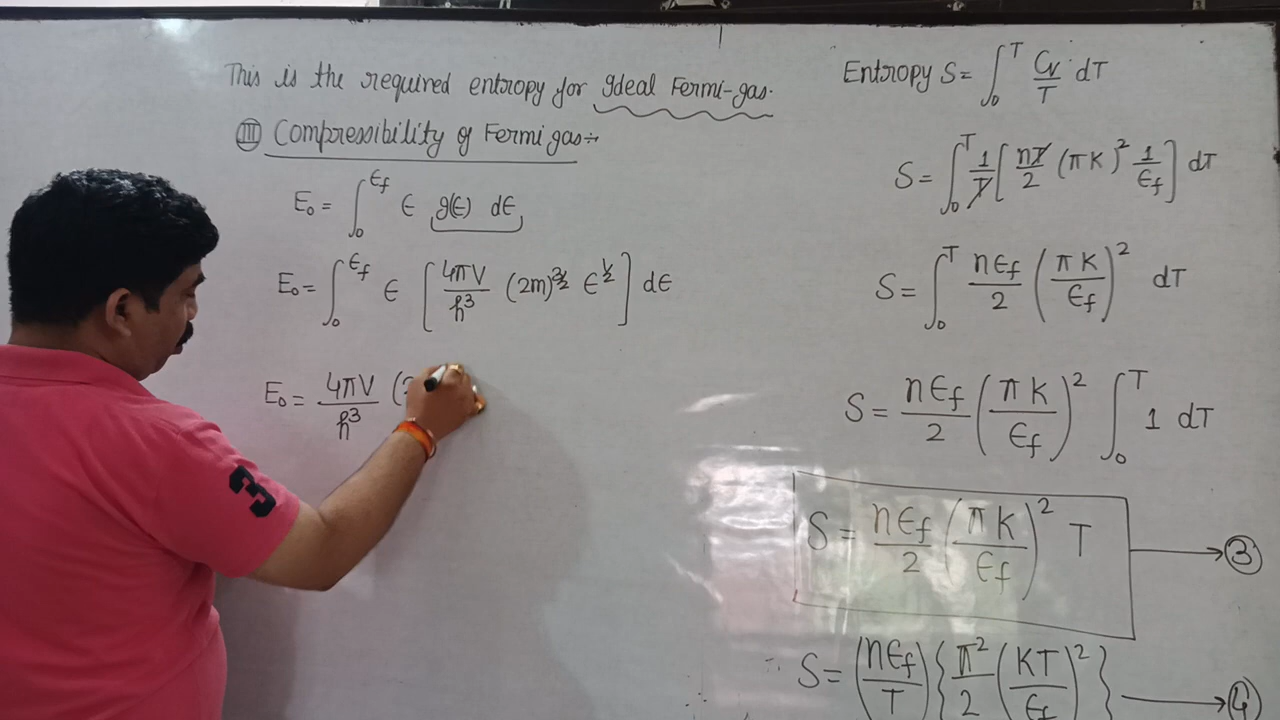 This is the required entropy for Ideal Fermi-gas.
III Compressibility of Fermi gas÷
E₀ = ∫₀^ϵf ϵ g(ϵ) dϵ
E₀ = ∫₀^ϵf ϵ [4πV/h³ (2m)^3/2 ϵ^1/2] dϵ
E₀ = 4πV/h³ (2
3
Entropy S = ∫₀^T Cv/T · dT
S = ∫₀^T 1/T [nT/2 (πK)² 1/ϵf] dT
S = ∫₀^T nϵf/2 (πK/ϵf)² dT
S = nϵf/2 (πK/ϵf)² ∫₀^T 1 dT
S = nϵf/2 (πK/ϵf)² T → 3
∴ S = (nϵf/T) {π²/2 (KT/ϵf)²} → 4